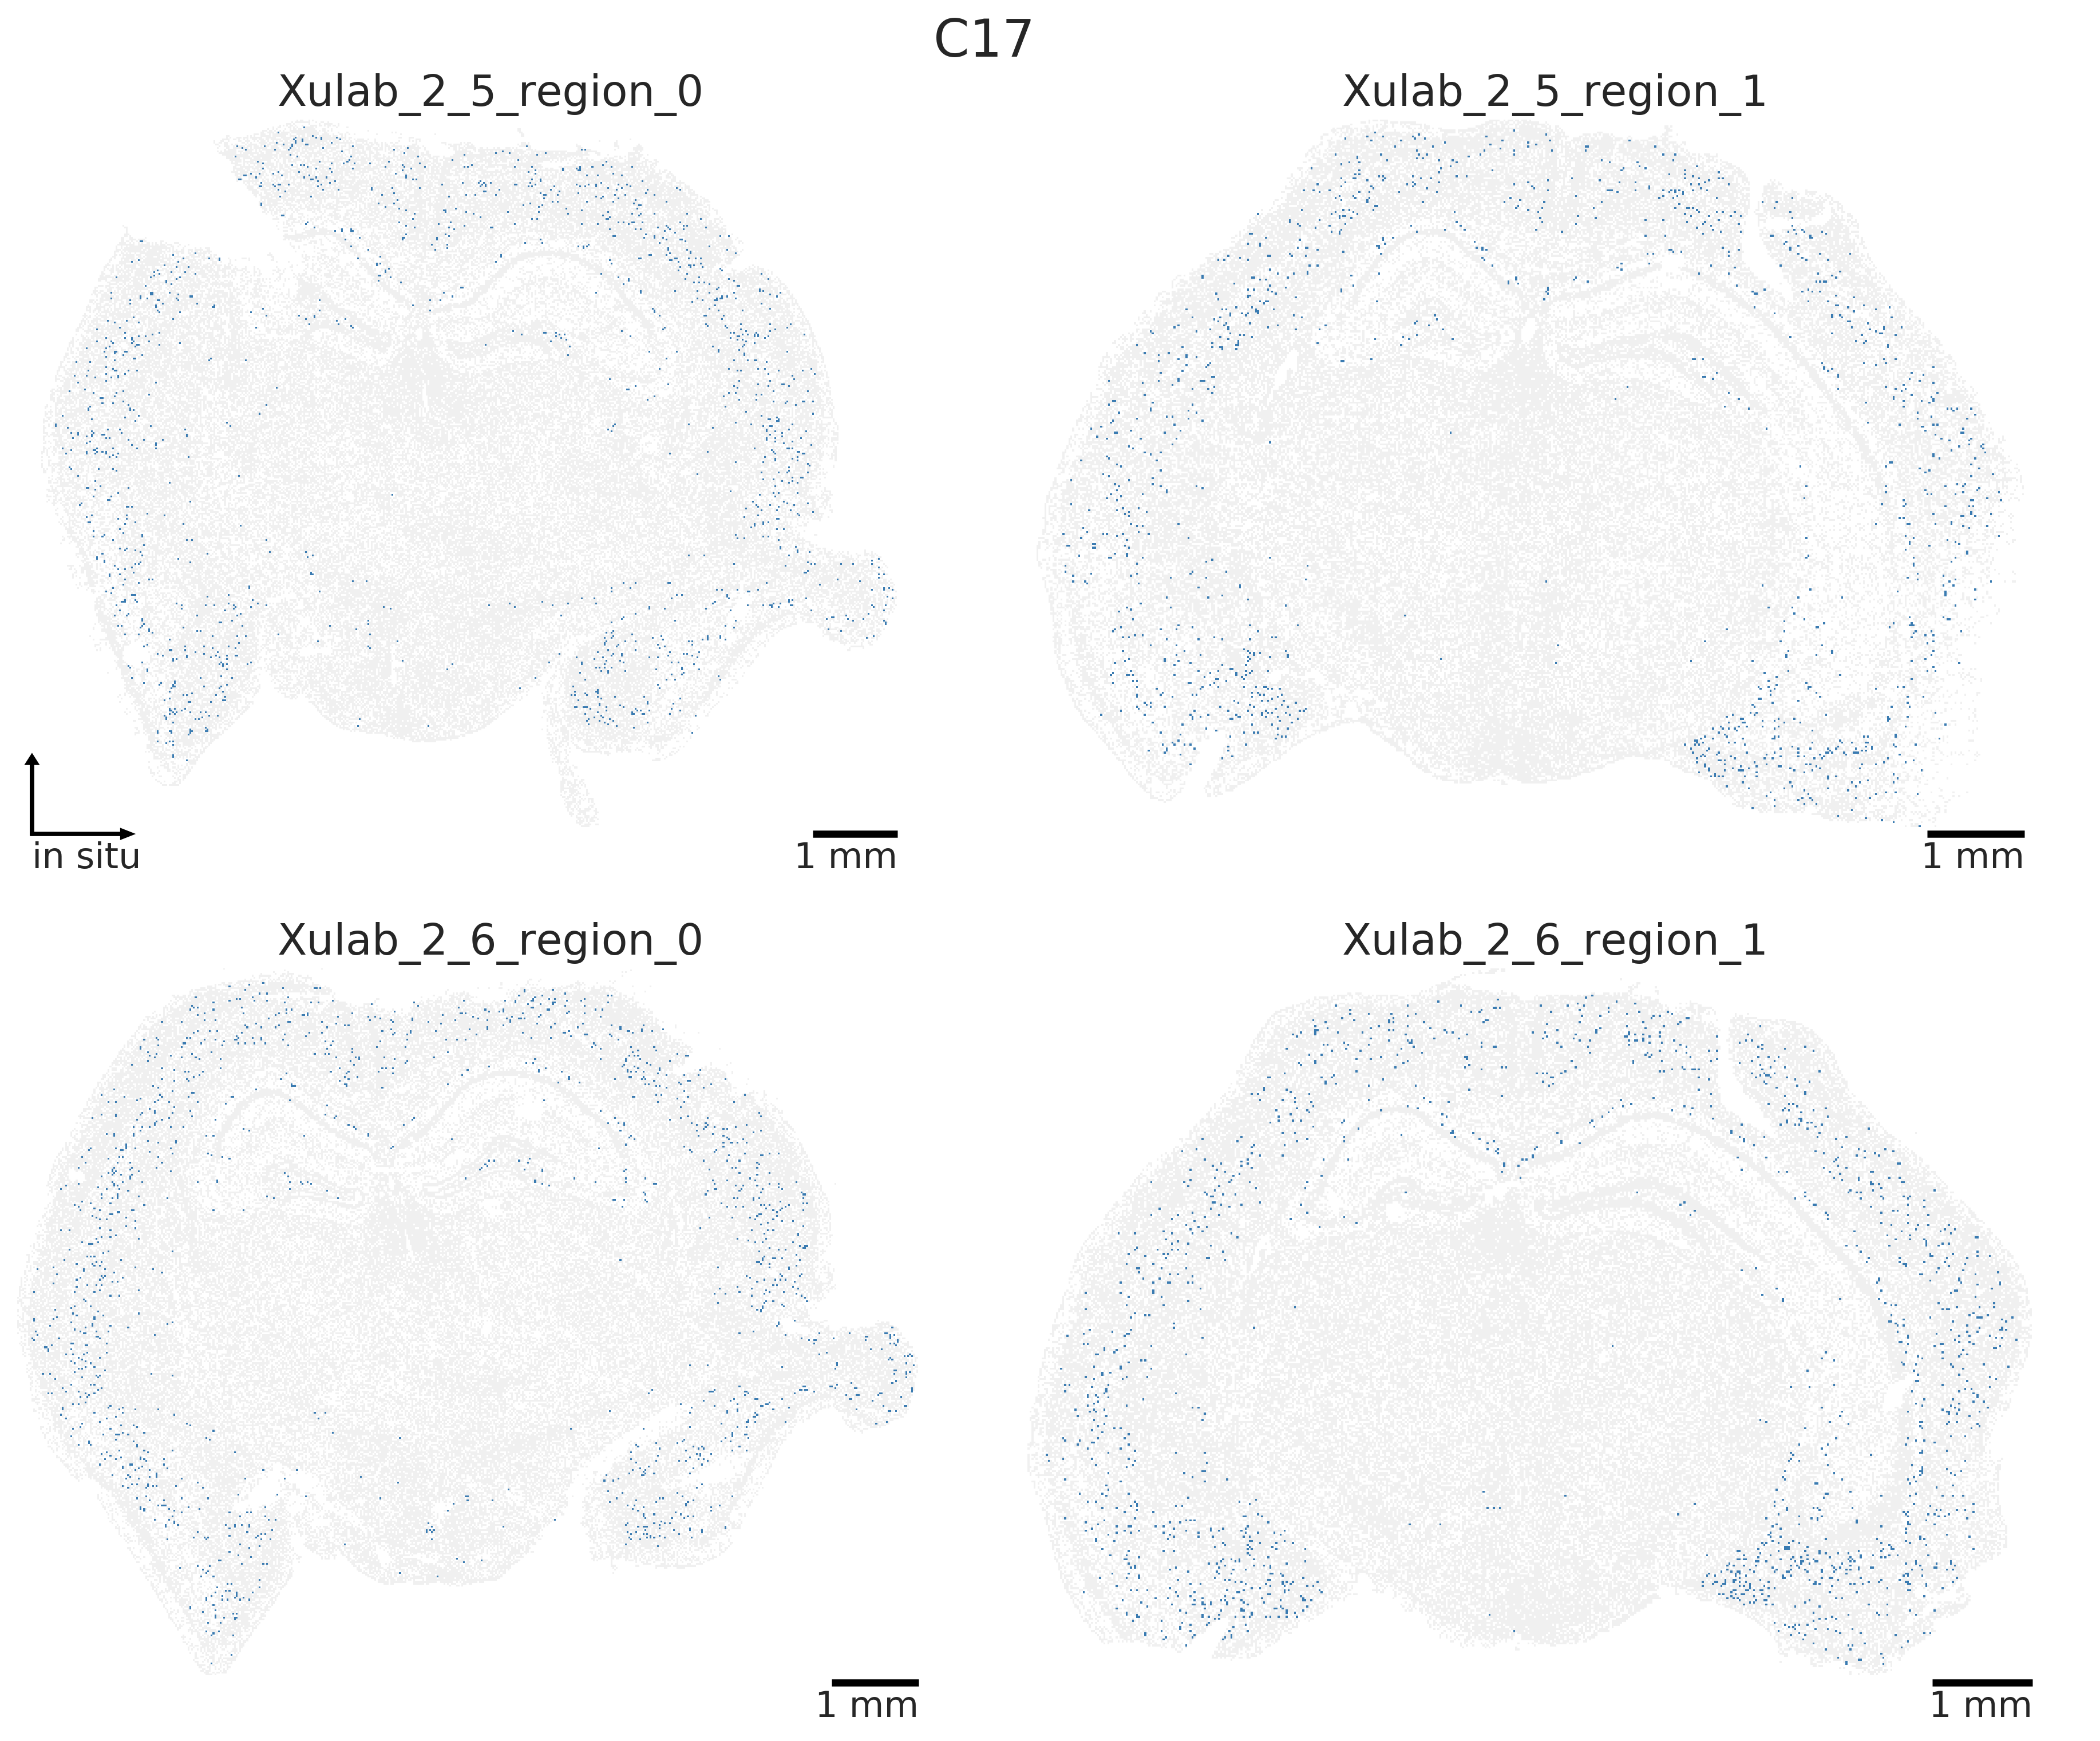 C17
Xulab_2_5_region_0
Xulab_2_5_region_1
in situ
1 mm
1 mm
Xulab_2_6_region_0
Xulab_2_6_region_1
1 mm
1 mm